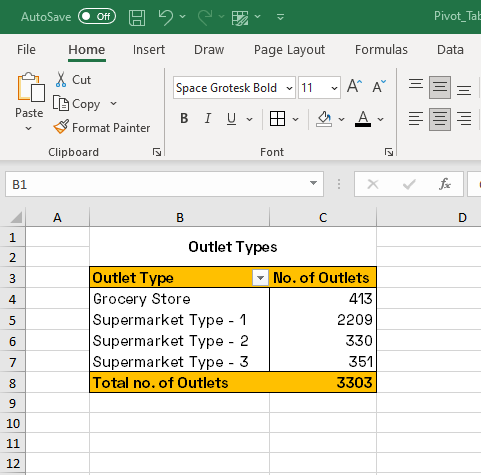 AutoSave Off Pivot_Tab
File Home Insert Draw Page Layout Formulas Data
Cut
Copy
Paste Format Painter
Space Grotesk Bold 11 A A
B I U A
Clipboard Font
B1 fx
A B C D
1
2 Outlet Types
3 Outlet Type No. of Outlets
4 Grocery Store 413
5 Supermarket Type - 1 2209
6 Supermarket Type - 2 330
7 Supermarket Type - 3 351
8 Total no. of Outlets 3303
9
10
11
12